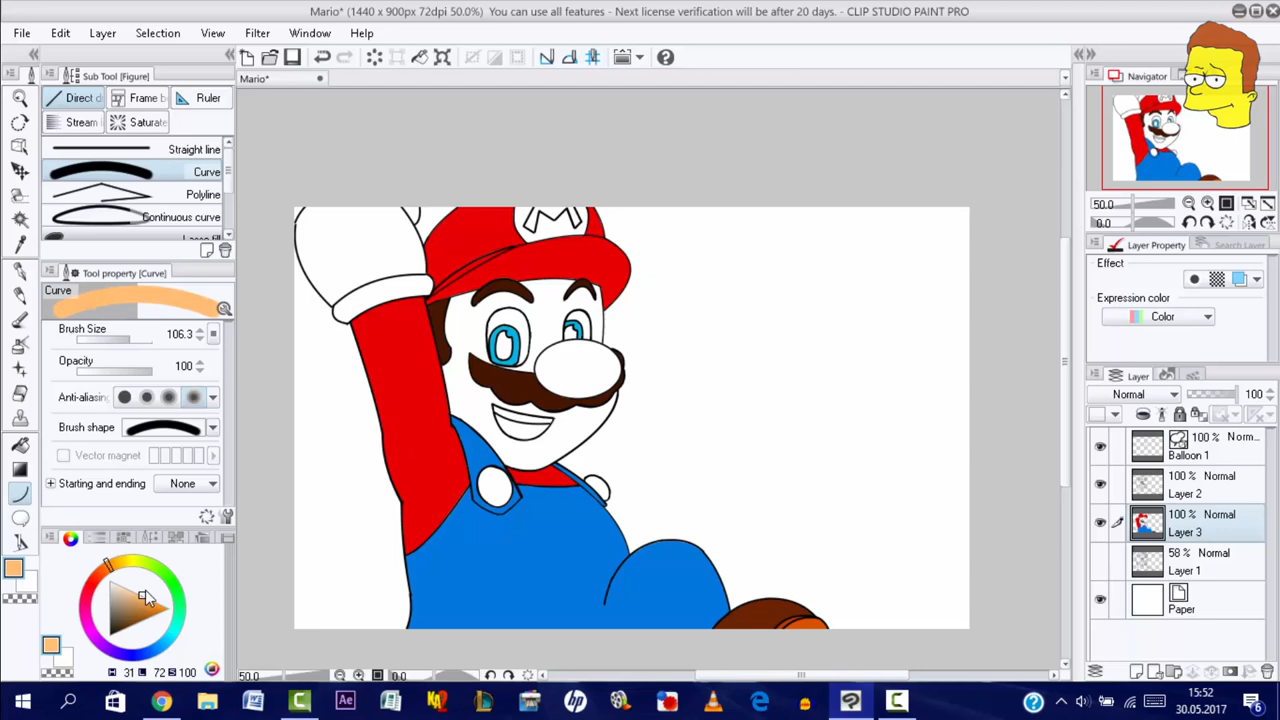 Mario* (1440 x 900px 72dpi 50.0%)  You can use all features - Next license verification will be after 20 days. - CLIP STUDIO PAINT PRO
File Edit Layer Selection View Filter Window Help
Sub Tool [Figure]
Mario*
Navigator
Direct d Frame b Ruler
Stream Saturate
Straight line
Curve
Polyline
Continuous curve
50.0
0.0
Tool property [Curve]
Layer Property Search Layer
Curve
Effect
Expression color
Color
Brush Size 106.3
Opacity 100
Anti-aliasing
Brush shape
Vector magnet
Starting and ending None
Layer
Normal 100
100 % Norm...
Balloon 1
100 % Normal
Layer 2
100 % Normal
Layer 3
58 % Normal
Layer 1
Paper
M
H 31 L 72 S 100
50.0 0.0
W Ae hp
15:52
30.05.2017
6